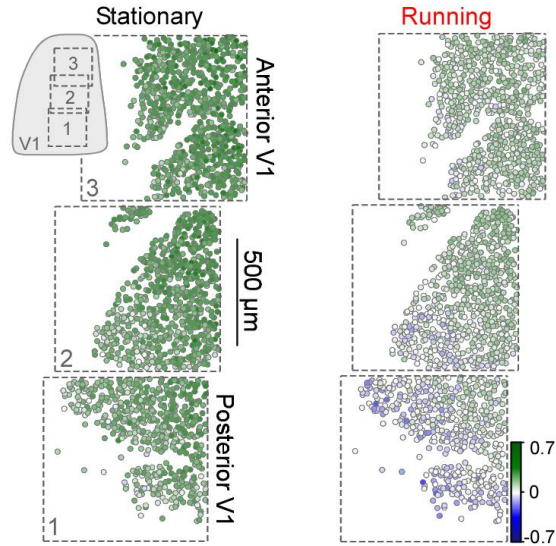 Stationary
Running
3
2
1
V1
3
Anterior V1
2
500 µm
1
Posterior V1
0.7
0
-0.7